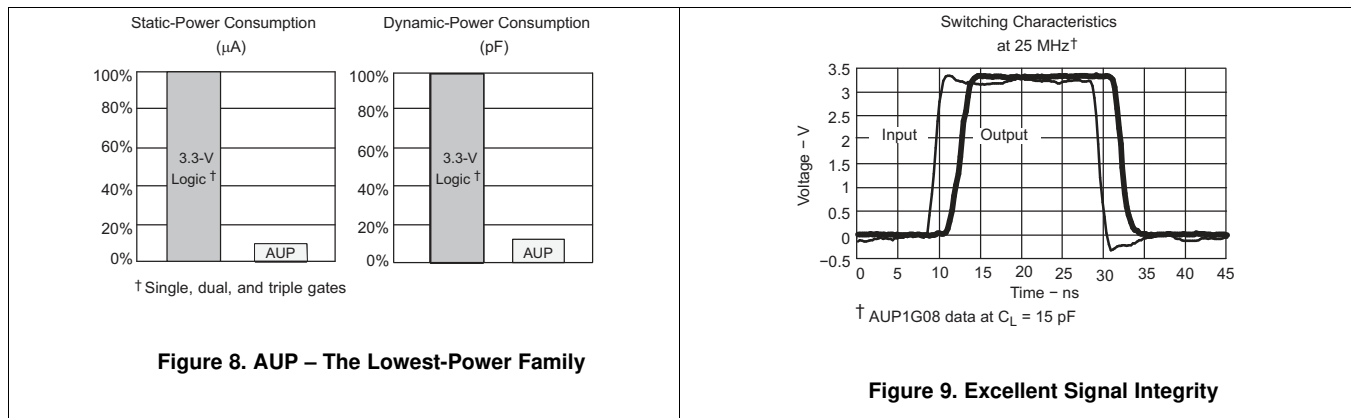 Static-Power Consumption
(µA)
100%
80%
60%
40%
20%
0%
3.3-V
Logic †
AUP
Dynamic-Power Consumption
(pF)
100%
80%
60%
40%
20%
0%
3.3-V
Logic †
AUP
† Single, dual, and triple gates
Figure 8. AUP – The Lowest-Power Family
Switching Characteristics
at 25 MHz†
Voltage – V
3.5
3
2.5
2
1.5
1
0.5
0
−0.5
Input
Output
0 5 10 15 20 25 30 35 40 45
Time − ns
† AUP1G08 data at CL = 15 pF
Figure 9. Excellent Signal Integrity